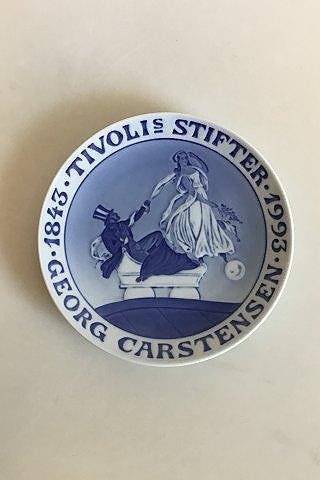 1843 · TIVOLIS STIFTER · 1993 ·
GEORG CARSTENSEN ·